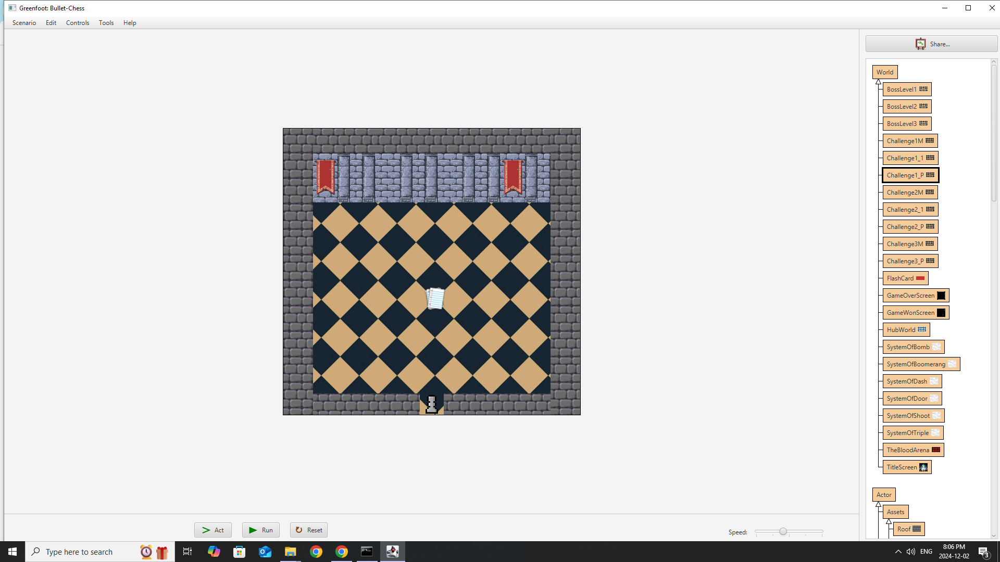 Greenfoot: Bullet-Chess
Scenario Edit Controls Tools Help
Share...
World
BossLevel1
BossLevel2
BossLevel3
Challenge1M
Challenge1_1
Challenge1_P
Challenge2M
Challenge2_1
Challenge2_P
Challenge3M
Challenge3_P
FlashCard
GameOverScreen
GameWonScreen
HubWorld
SystemOfBomb
SystemOfBoomerang
SystemOfDash
SystemOfDoor
SystemOfShoot
SystemOfTriple
TheBloodArena
TitleScreen
Actor
Assets
Roof
Act Run Reset Speed:
Type here to search
ENG
8:06 PM
2024-12-02
3